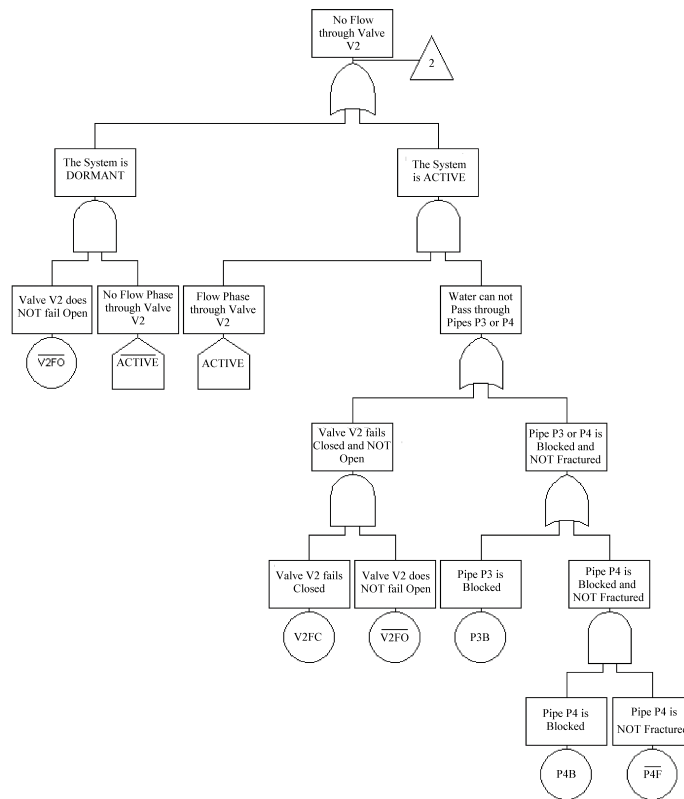 No Flow
through Valve
V2
2
The System is
DORMANT
The System
is ACTIVE
Valve V2 does
NOT fail Open
No Flow Phase
through Valve
V2
Flow Phase
through Valve
V2
Water can not
Pass through
Pipes P3 or P4
V2FO
ACTIVE
ACTIVE
Valve V2 fails
Closed and NOT
Open
Pipe P3 or P4 is
Blocked and
NOT Fractured
Valve V2 fails
Closed
Valve V2 does
NOT fail Open
Pipe P3 is
Blocked
Pipe P4 is
Blocked and
NOT Fractured
V2FC
V2FO
P3B
Pipe P4 is
Blocked
Pipe P4 is
NOT Fractured
P4B
P4F